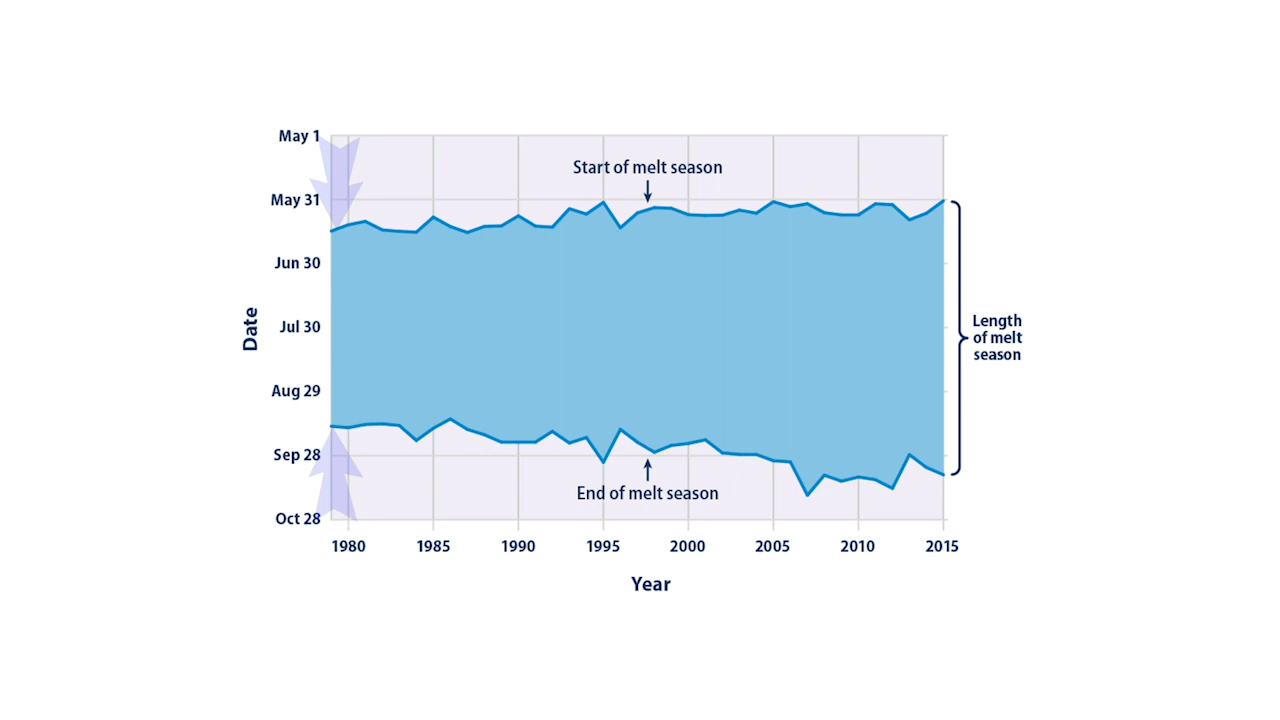 May 1
Start of melt season
May 31
Jun 30
Jul 30
Aug 29
Sep 28
Oct 28
Date
Length
of melt
season
End of melt season
1980 1985 1990 1995 2000 2005 2010 2015
Year